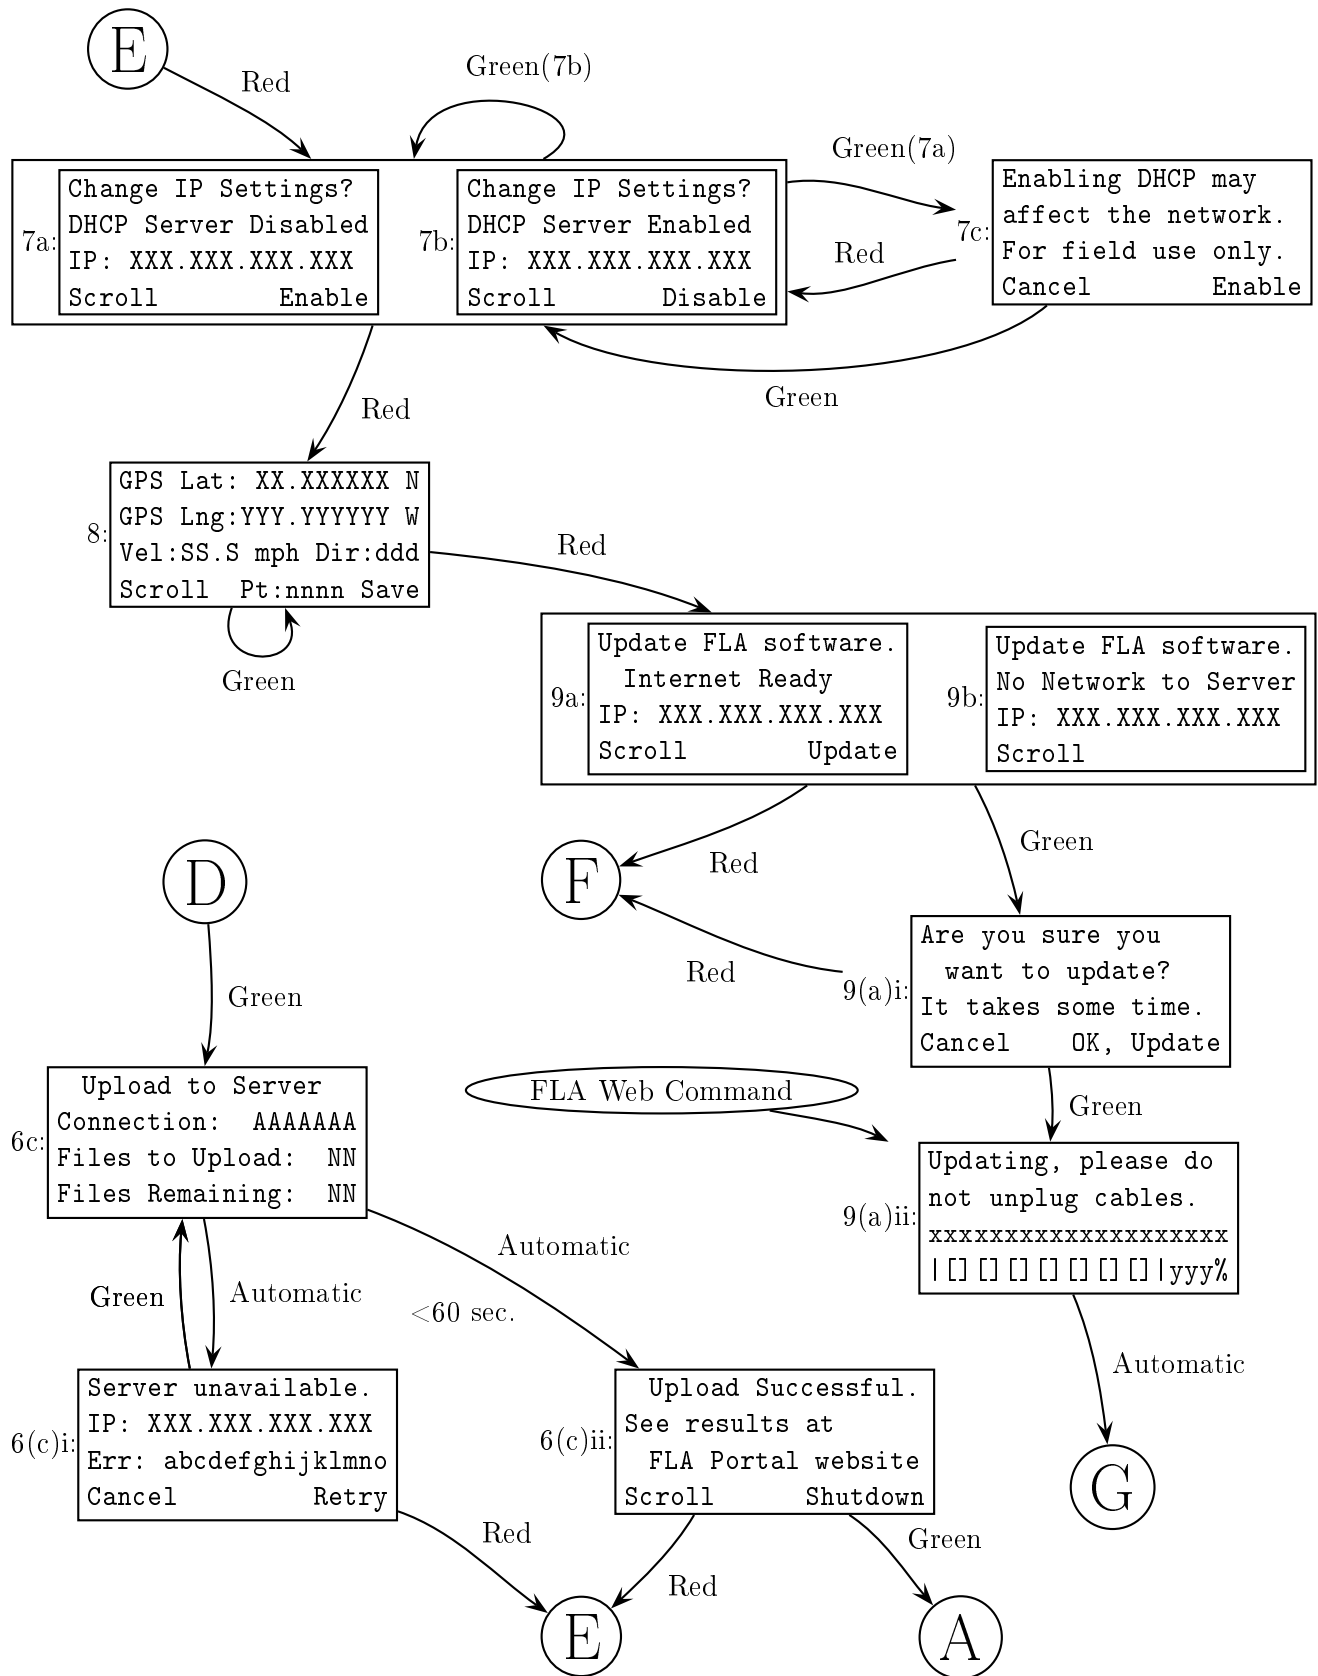 E
Red
Green(7b)
Green(7a)
7a:
Change IP Settings?
DHCP Server Disabled
IP: XXX.XXX.XXX.XXX
Scroll Enable
7b:
Change IP Settings?
DHCP Server Enabled
IP: XXX.XXX.XXX.XXX
Scroll Disable
Red
7c:
Enabling DHCP may
affect the network.
For field use only.
Cancel Enable
Green
Red
8:
GPS Lat: XX.XXXXXX N
GPS Lng:YYY.YYYYYY W
Vel:SS.S mph Dir:ddd
Scroll Pt:nnnn Save
Green
Red
9a:
Update FLA software.
Internet Ready
IP: XXX.XXX.XXX.XXX
Scroll Update
9b:
Update FLA software.
No Network to Server
IP: XXX.XXX.XXX.XXX
Scroll
Red
Green
F
Red
9(a)i:
Are you sure you
want to update?
It takes some time.
Cancel OK, Update
FLA Web Command
Green
9(a)ii:
Updating, please do
not unplug cables.
xxxxxxxxxxxxxxxxxxxx
|[][][][][][][]|yyy%
Automatic
G
D
Green
6c:
Upload to Server
Connection: AAAAAAA
Files to Upload: NN
Files Remaining: NN
Green
Automatic
Automatic
<60 sec.
6(c)i:
Server unavailable.
IP: XXX.XXX.XXX.XXX
Err: abcdefghijklmno
Cancel Retry
6(c)ii:
Upload Successful.
See results at
FLA Portal website
Scroll Shutdown
Red
Red
Green
E
A